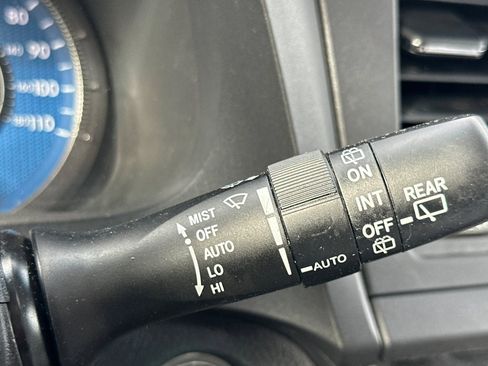 80
90
100
110
MIST
OFF
AUTO
LO
HI
AUTO
ON
INT
OFF
REAR